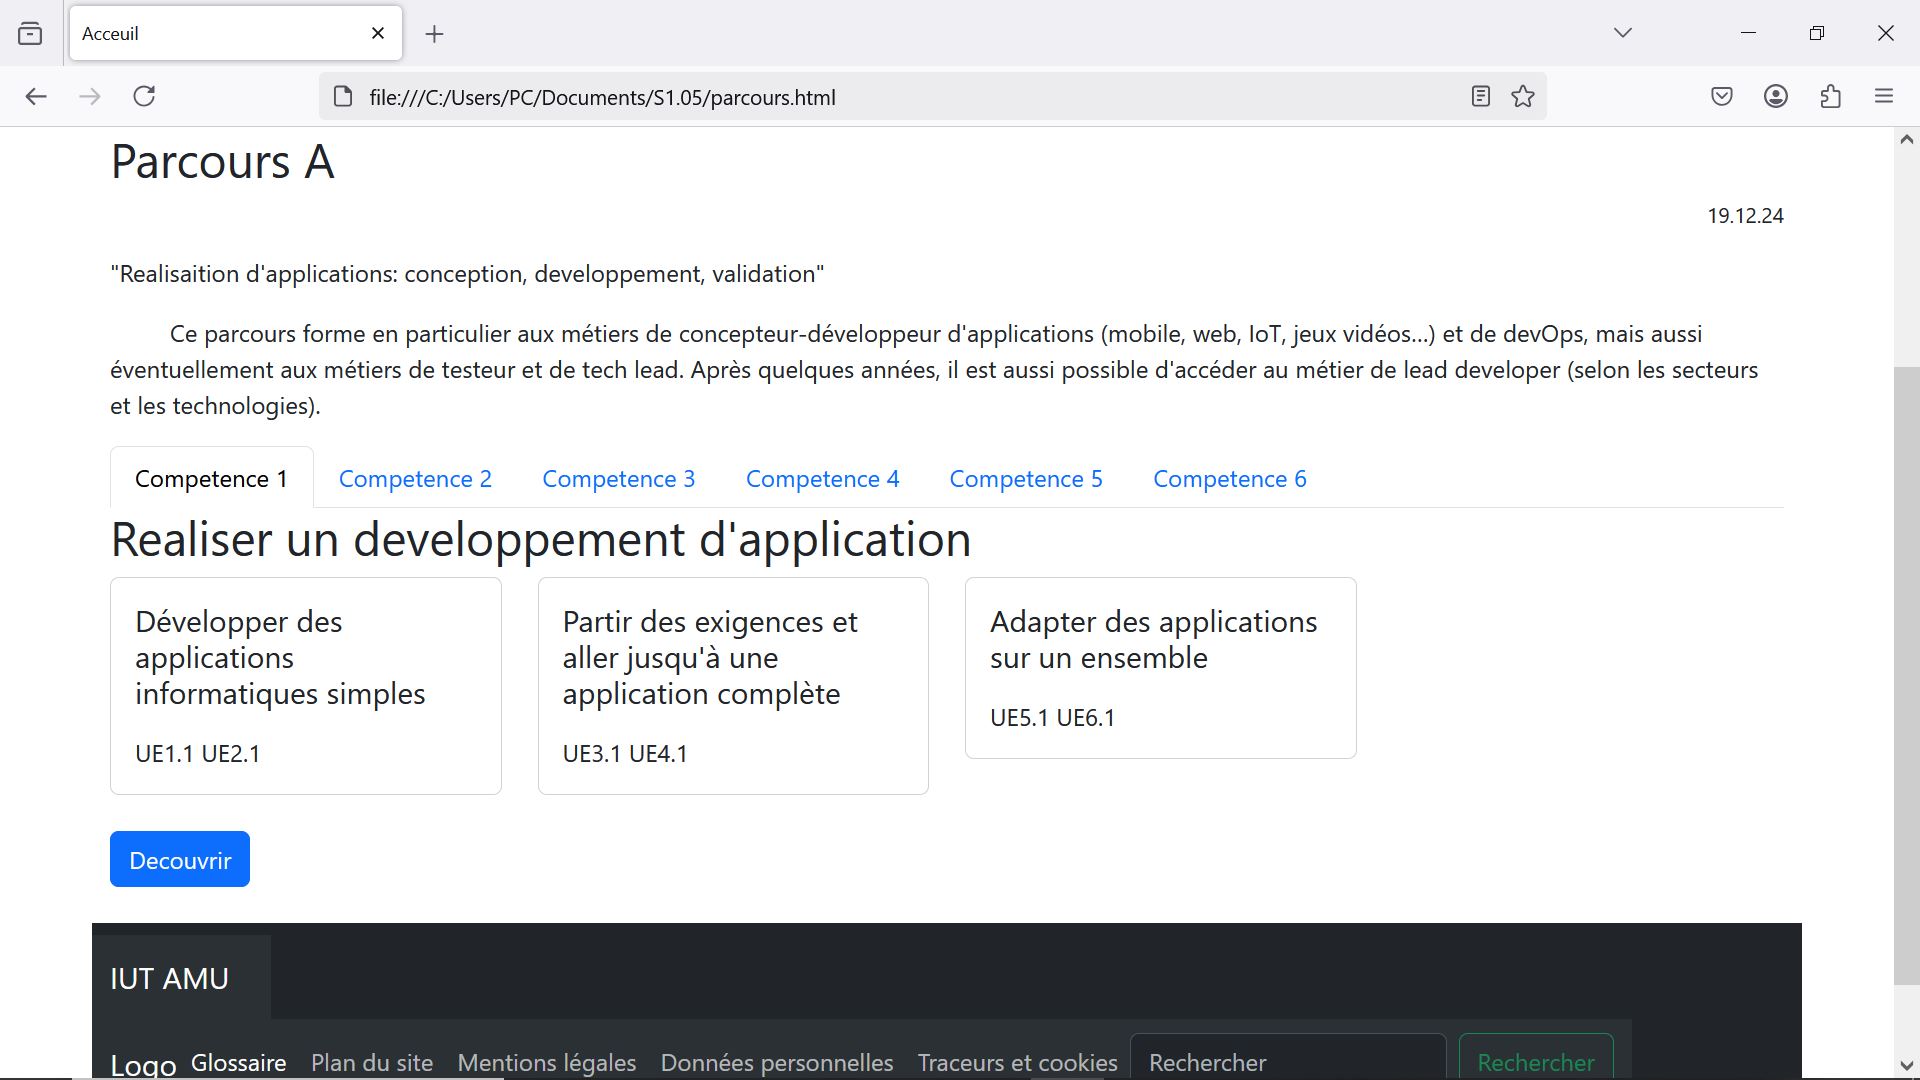 Acceuil
file:///C:/Users/PC/Documents/S1.05/parcours.html
Parcours A
19.12.24
"Realisaition d'applications: conception, developpement, validation"
Ce parcours forme en particulier aux métiers de concepteur-développeur d'applications (mobile, web, IoT, jeux vidéos...) et de devOps, mais aussi
éventuellement aux métiers de testeur et de tech lead. Après quelques années, il est aussi possible d'accéder au métier de lead developer (selon les secteurs
et les technologies).
Competence 1 Competence 2 Competence 3 Competence 4 Competence 5 Competence 6
Realiser un developpement d'application
Développer des
applications
informatiques simples
UE1.1 UE2.1
Partir des exigences et
aller jusqu'à une
application complète
UE3.1 UE4.1
Adapter des applications
sur un ensemble
UE5.1 UE6.1
Decouvrir
IUT AMU
Logo Glossaire Plan du site Mentions légales Données personnelles Traceurs et cookies Rechercher Rechercher